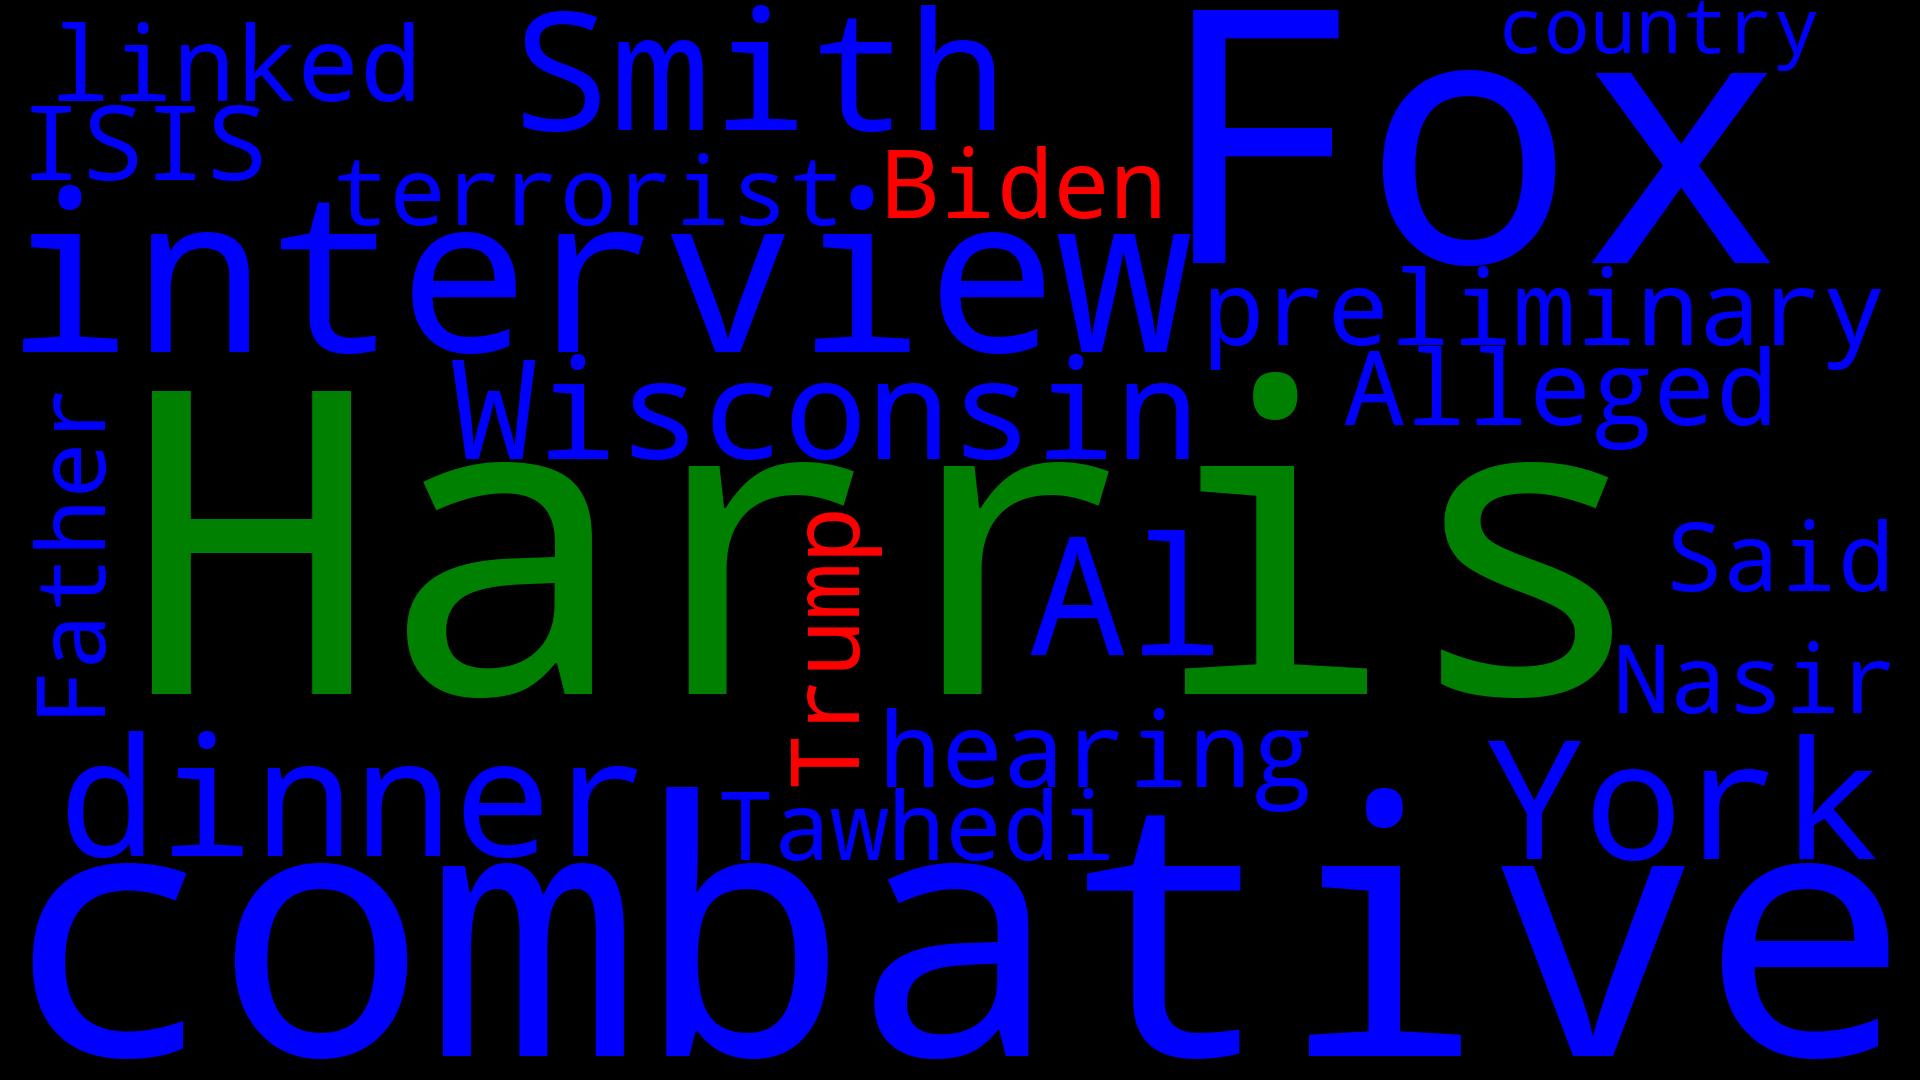 linked
Smith
Fox
country
ISIS
terrorist
Biden
interview
preliminary
Wisconsin
Alleged
Father
Harris
Trump
Al
Said
Nasir
dinner
hearing
York
Tawhedi
combative